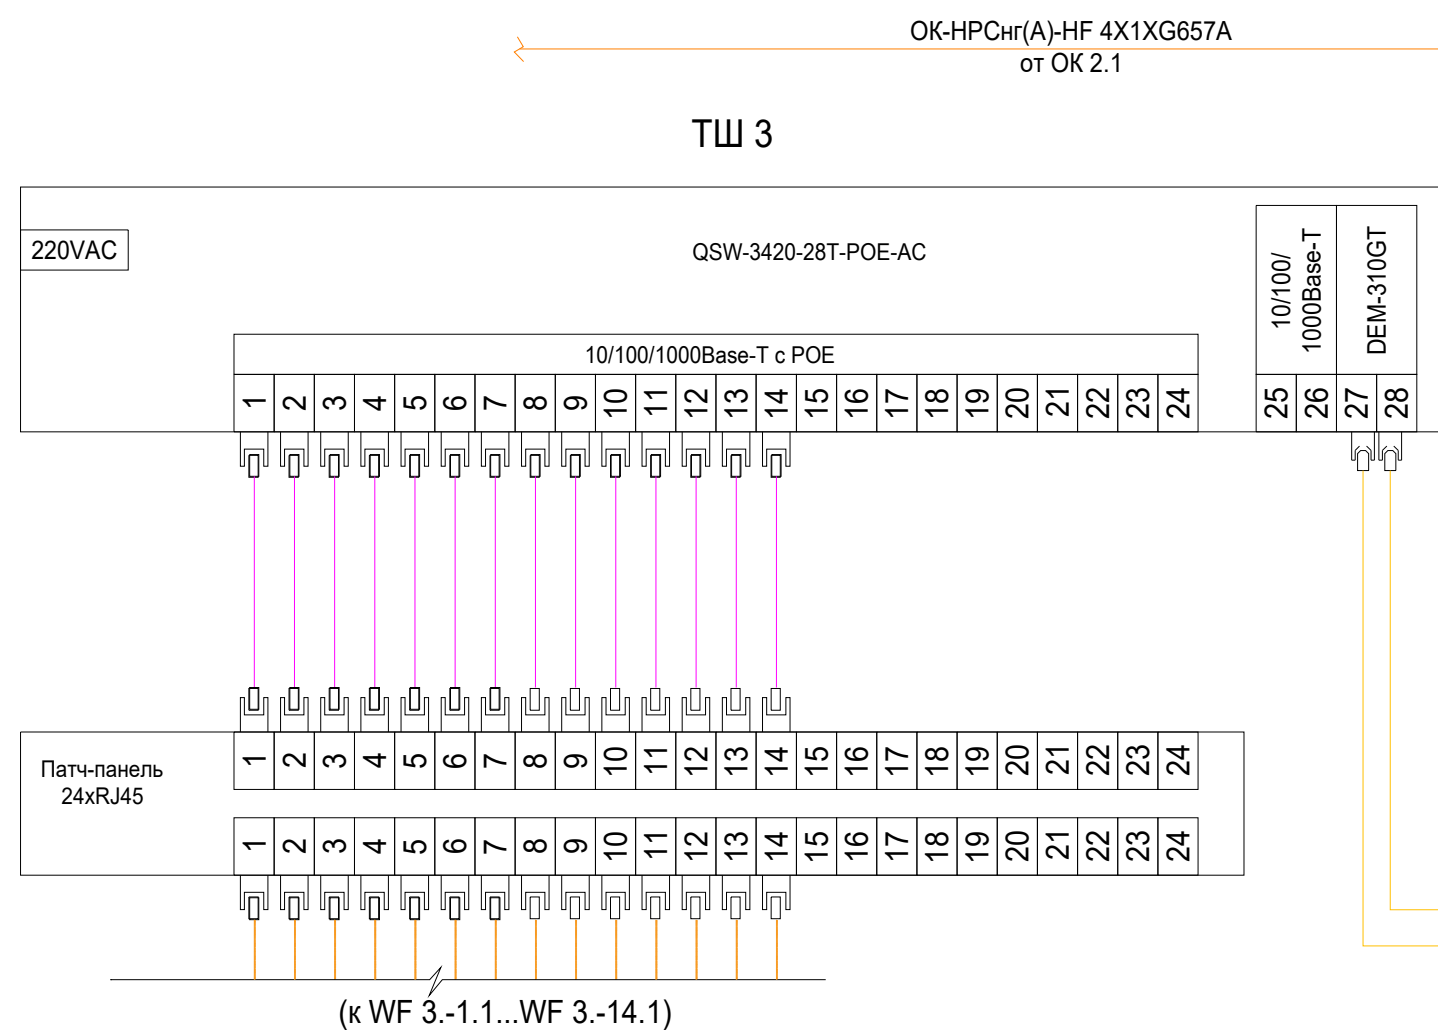 ОК-НРСнг(А)-HF 4X1XG657A
от ОК 2.1
ТШ 3
220VAC
QSW-3420-28T-POE-AC
10/100/
1000Base-T
DEM-310GT
10/100/1000Base-T с POE
1 2 3 4 5 6 7 8 9 10 11 12 13 14 15 16 17 18 19 20 21 22 23 24
25 26 27 28
Патч-панель
24xRJ45
1 2 3 4 5 6 7 8 9 10 11 12 13 14 15 16 17 18 19 20 21 22 23 24
1 2 3 4 5 6 7 8 9 10 11 12 13 14 15 16 17 18 19 20 21 22 23 24
(к WF 3.-1.1...WF 3.-14.1)